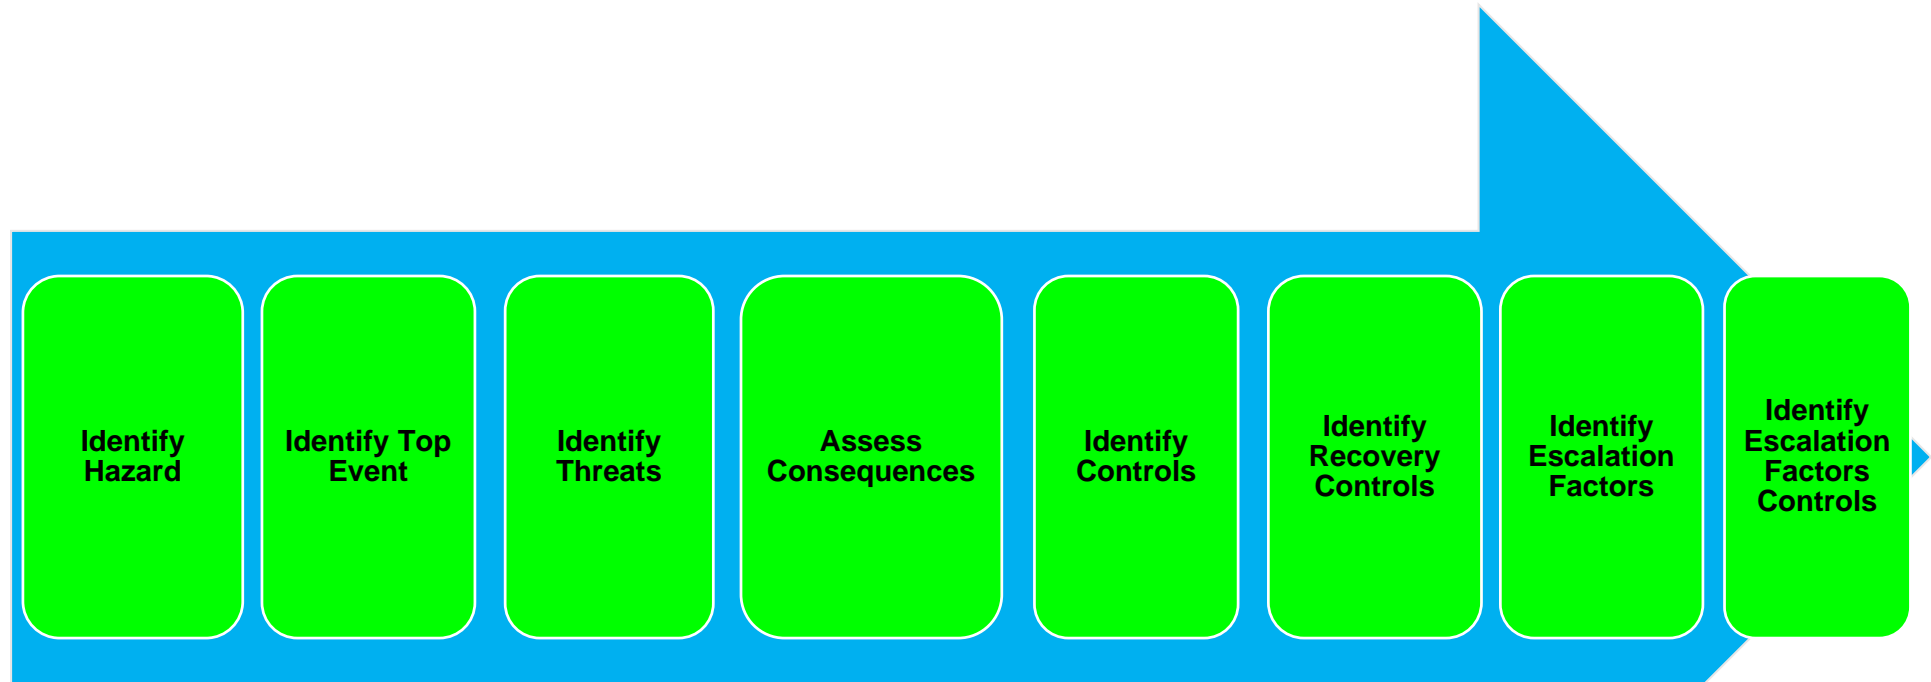 Identify
Hazard
Identify Top
Event
Identify
Threats
Assess
Consequences
Identify
Controls
Identify
Recovery
Controls
Identify
Escalation
Factors
Identify
Escalation
Factors
Controls